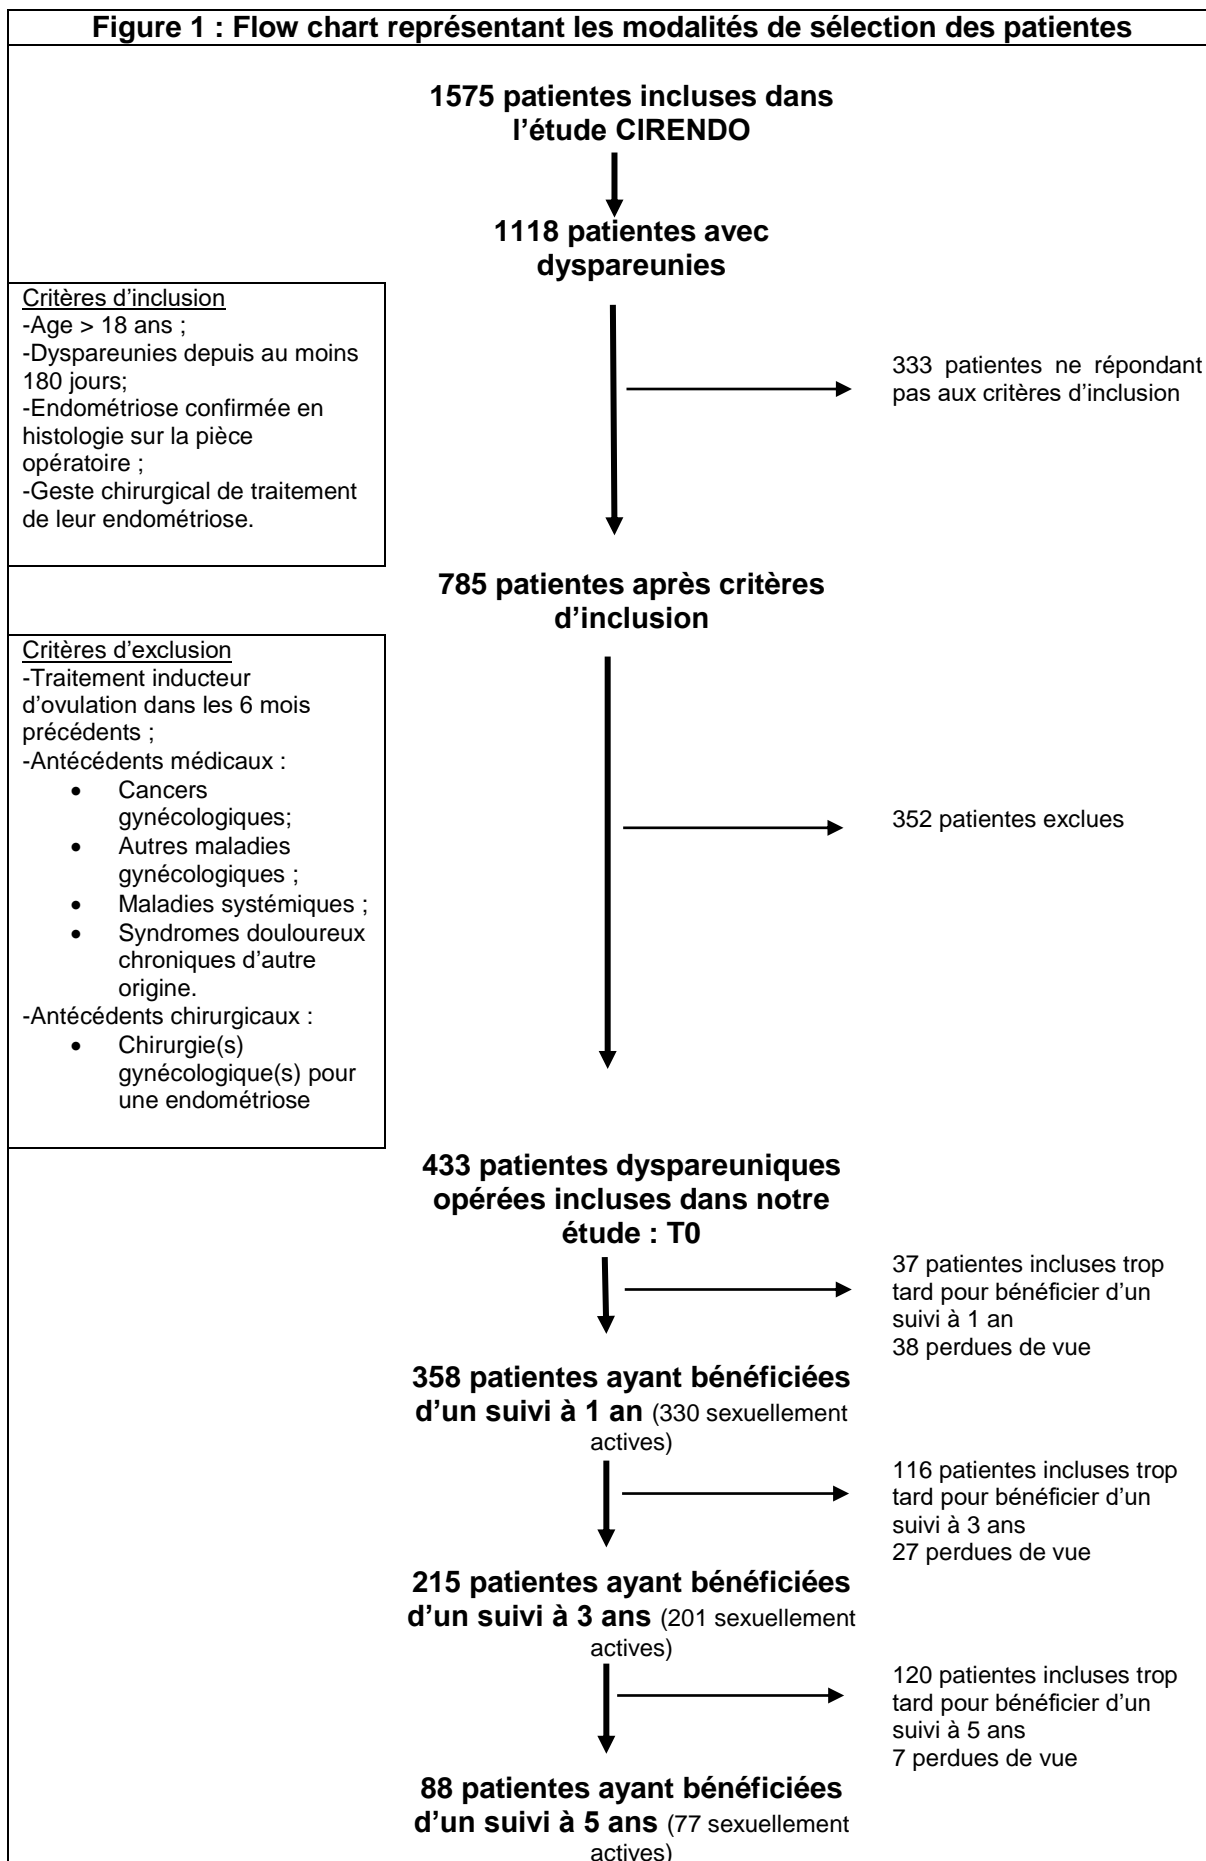 Figure 1 : Flow chart représentant les modalités de sélection des patientes
1575 patientes incluses dans
l’étude CIRENDO
1118 patientes avec
dyspareunies
Critères d’inclusion
-Age > 18 ans ;
-Dyspareunies depuis au moins
180 jours;
-Endométriose confirmée en
histologie sur la pièce
opératoire ;
-Geste chirurgical de traitement
de leur endométriose.
333 patientes ne répondant
pas aux critères d’inclusion
785 patientes après critères
d’inclusion
Critères d’exclusion
-Traitement inducteur
d’ovulation dans les 6 mois
précédents ;
-Antécédents médicaux :
• Cancers
gynécologiques;
• Autres maladies
gynécologiques ;
• Maladies systémiques ;
• Syndromes douloureux
chroniques d’autre
origine.
-Antécédents chirurgicaux :
• Chirurgie(s)
gynécologique(s) pour
une endométriose
352 patientes exclues
433 patientes dyspareuniques
opérées incluses dans notre
étude : T0
37 patientes incluses trop
tard pour bénéficier d’un
suivi à 1 an
38 perdues de vue
358 patientes ayant bénéficiées
d’un suivi à 1 an (330 sexuellement
actives)
116 patientes incluses trop
tard pour bénéficier d’un
suivi à 3 ans
27 perdues de vue
215 patientes ayant bénéficiées
d’un suivi à 3 ans (201 sexuellement
actives)
120 patientes incluses trop
tard pour bénéficier d’un
suivi à 5 ans
7 perdues de vue
88 patientes ayant bénéficiées
d’un suivi à 5 ans (77 sexuellement
actives)